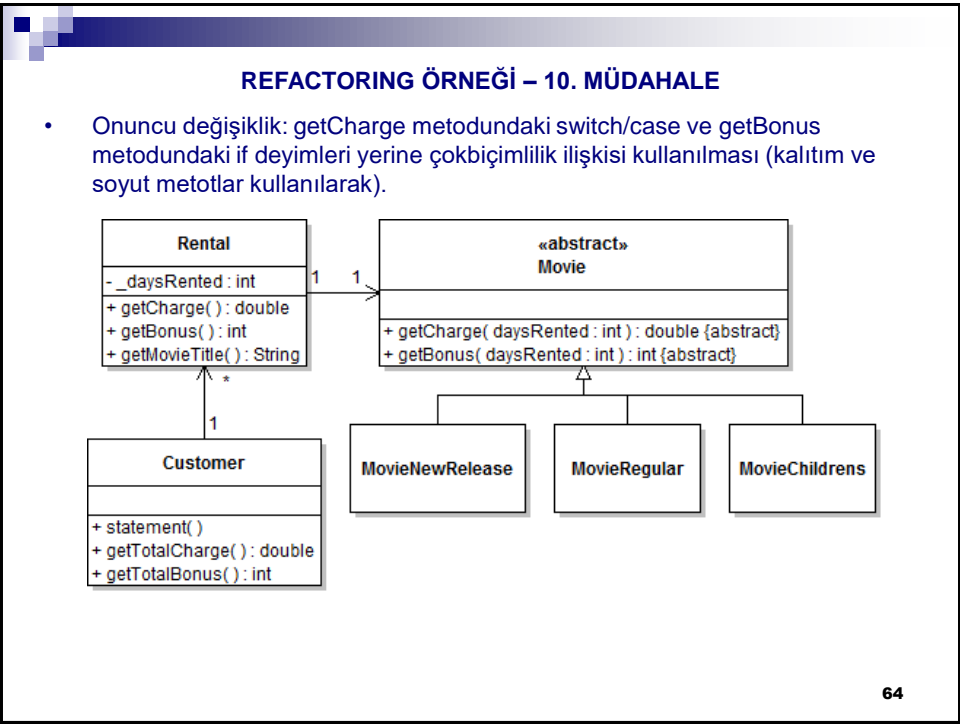 REFACTORING ÖRNEĞİ – 10. MÜDAHALE
• Onuncu değişiklik: getCharge metodundaki switch/case ve getBonus
metodundaki if deyimleri yerine çokbiçimlilik ilişkisi kullanılması (kalıtım ve
soyut metotlar kullanılarak).
Rental
- _daysRented : int
+ getCharge( ) : double
+ getBonus( ) : int
+ getMovieTitle( ) : String
1 1
«abstract»
Movie
+ getCharge( daysRented : int ) : double {abstract}
+ getBonus( daysRented : int ) : int {abstract}
*
1
Customer
+ statement( )
+ getTotalCharge( ) : double
+ getTotalBonus( ) : int
MovieNewRelease
MovieRegular
MovieChildrens
64